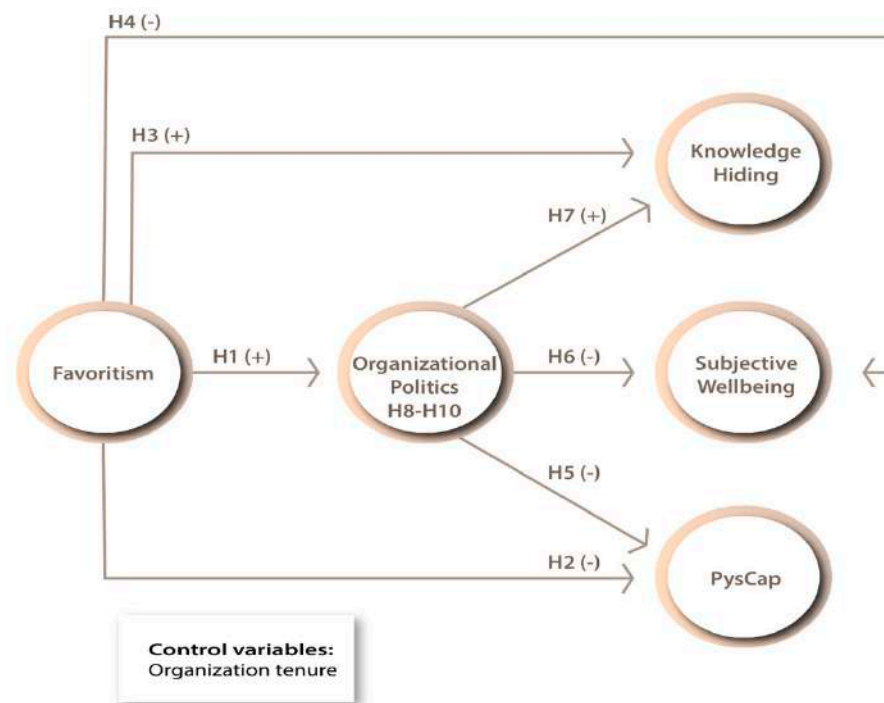 H4 (-)
H3 (+)
Knowledge
Hiding
H7 (+)
Favoritism
H1 (+)
Organizational
Politics
H8-H10
H6 (-)
Subjective
Wellbeing
H5 (-)
H2 (-)
PysCap
Control variables:
Organization tenure